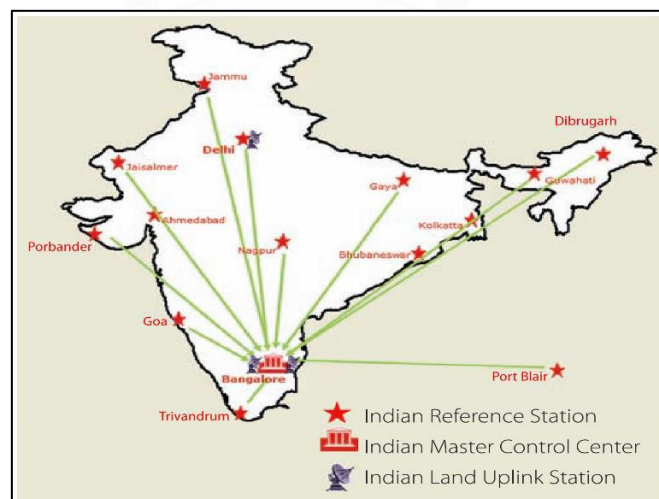 Jammu
Dibrugarh
Delhi
Jaisalmer
Guwahati
Gaya
Ahmedabad
Kolkatta
Porbander
Nagpur
Bhubaneswar
Goa
Bangalore
Port Blair
Trivandrum
Indian Reference Station
Indian Master Control Center
Indian Land Uplink Station